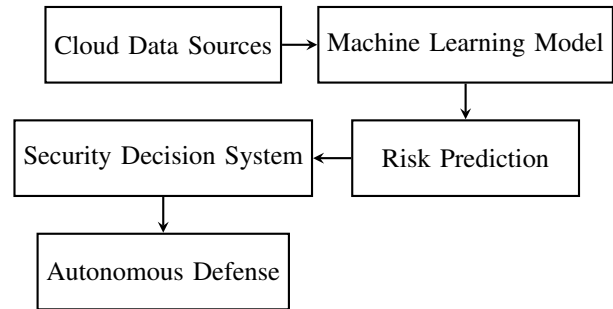 Cloud Data Sources
Machine Learning Model
Security Decision System
Risk Prediction
Autonomous Defense